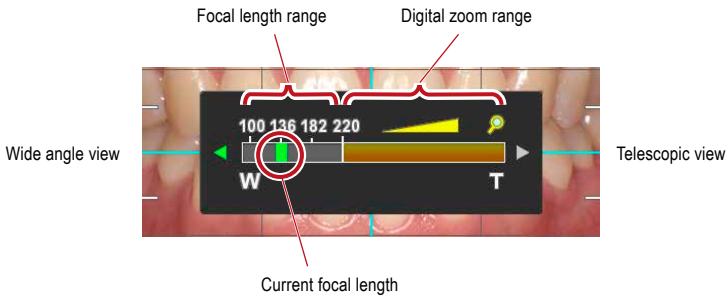 Focal length range Digital zoom range
100 136 182 220
Wide angle view Telescopic view
W T
Current focal length